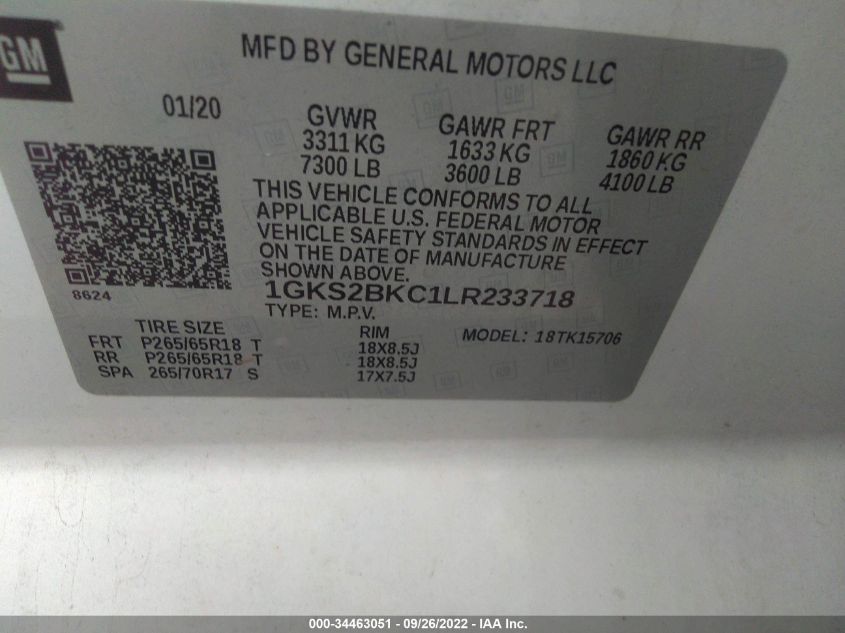 GM
MFD BY GENERAL MOTORS LLC
01/20
GVWR
3311 KG
7300 LB
GAWR FRT
1633 KG
3600 LB
GAWR RR
1860 KG
4100 LB
THIS VEHICLE CONFORMS TO ALL
APPLICABLE U.S. FEDERAL MOTOR
VEHICLE SAFETY STANDARDS IN EFFECT
ON THE DATE OF MANUFACTURE
SHOWN ABOVE.
8624
1GKS2BKC1LR233718
TYPE: M.P.V.
TIRE SIZE RIM MODEL: 18TK15706
FRT P265/65R18 T 18X8.5J
RR P265/65R18 T 18X8.5J
SPA 265/70R17 S 17X7.5J
000-34463051 - 09/26/2022 - IAA Inc.